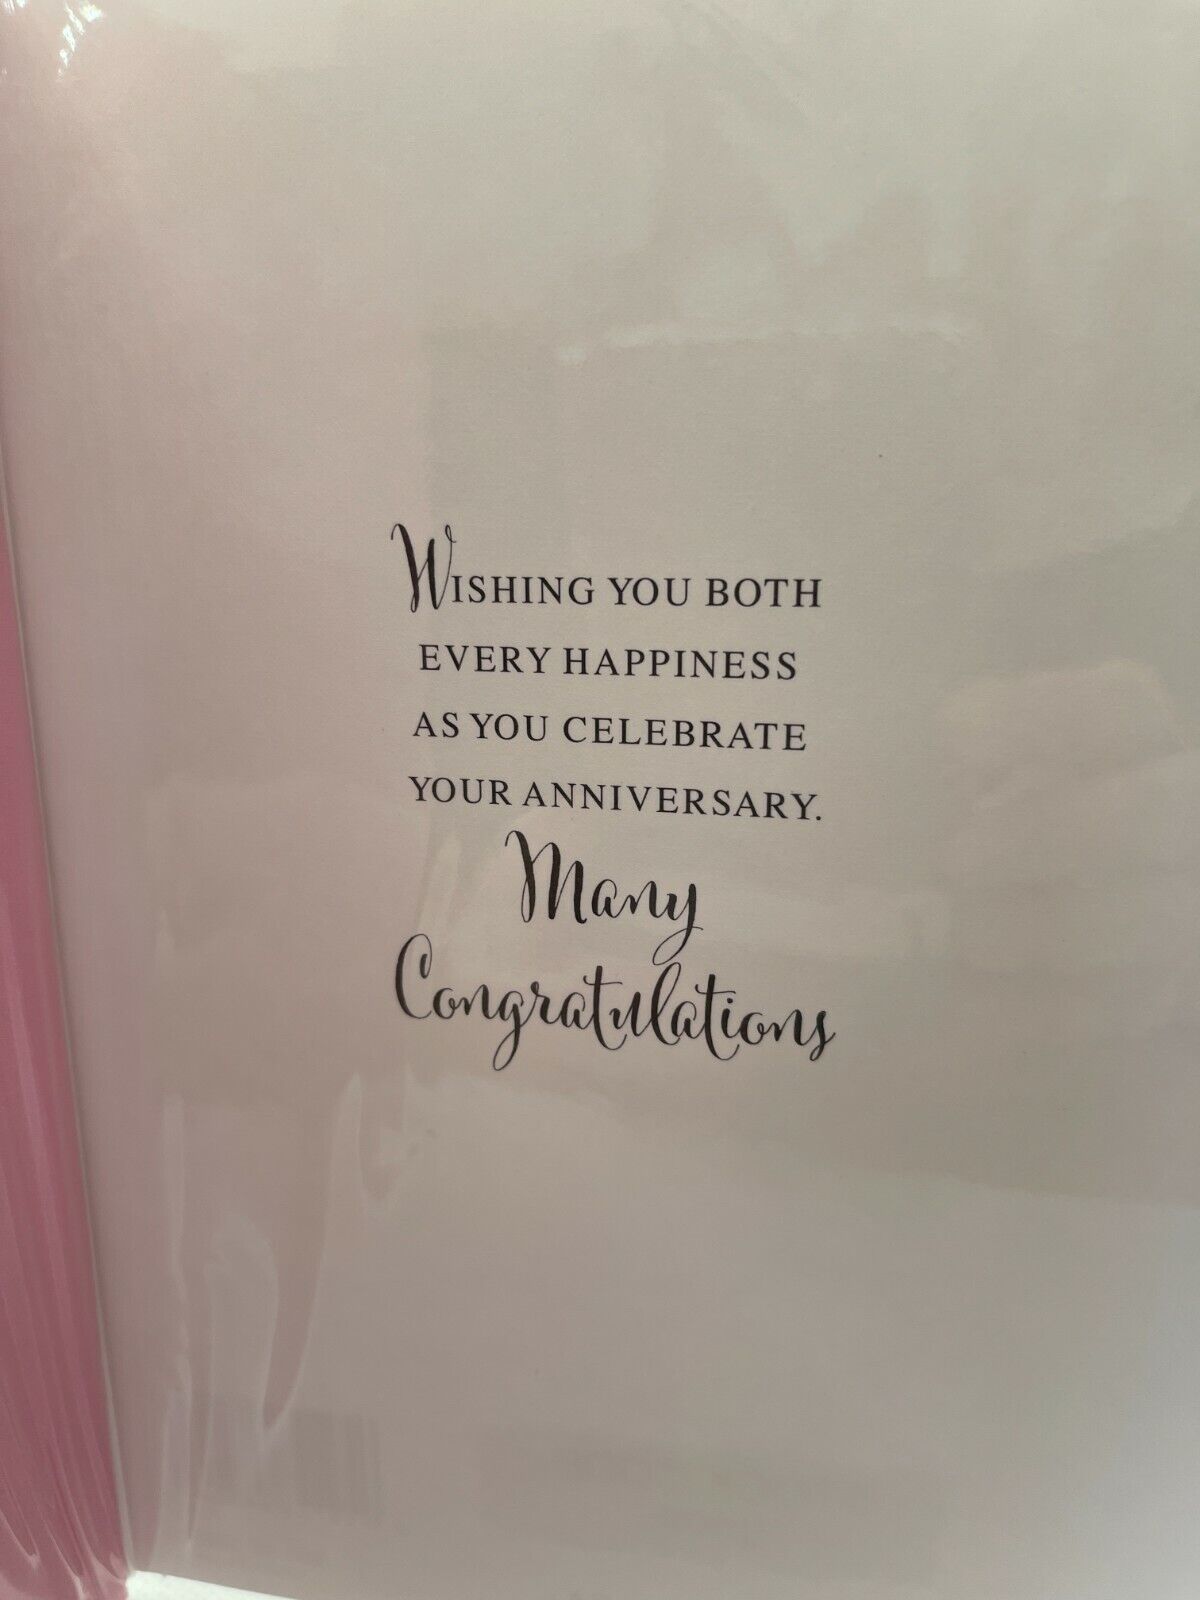 WISHING YOU BOTH
EVERY HAPPINESS
AS YOU CELEBRATE
YOUR ANNIVERSARY.
Many
Congratulations